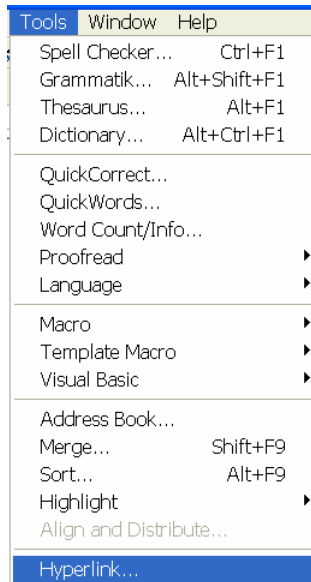 Tools Window Help
Spell Checker... Ctrl+F1
Grammatik... Alt+Shift+F1
Thesaurus... Alt+F1
Dictionary... Alt+Ctrl+F1
QuickCorrect...
QuickWords...
Word Count/Info...
Proofread
Language
Macro
Template Macro
Visual Basic
Address Book...
Merge... Shift+F9
Sort... Alt+F9
Highlight
Align and Distribute...
Hyperlink...